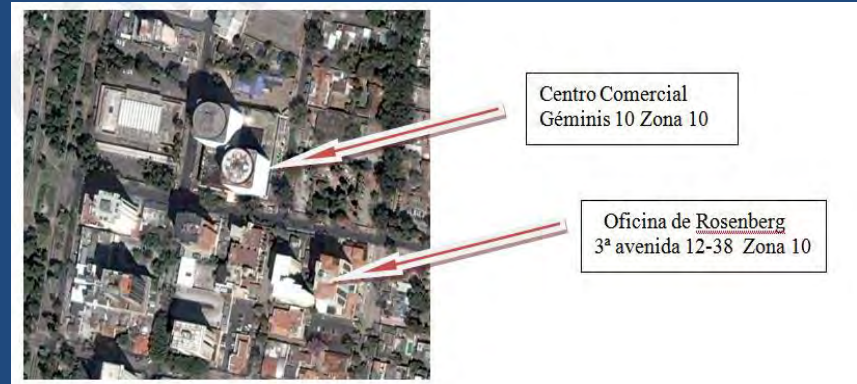 Centro Comercial
Géminis 10 Zona 10
Oficina de Rosenberg
3ª avenida 12-38 Zona 10